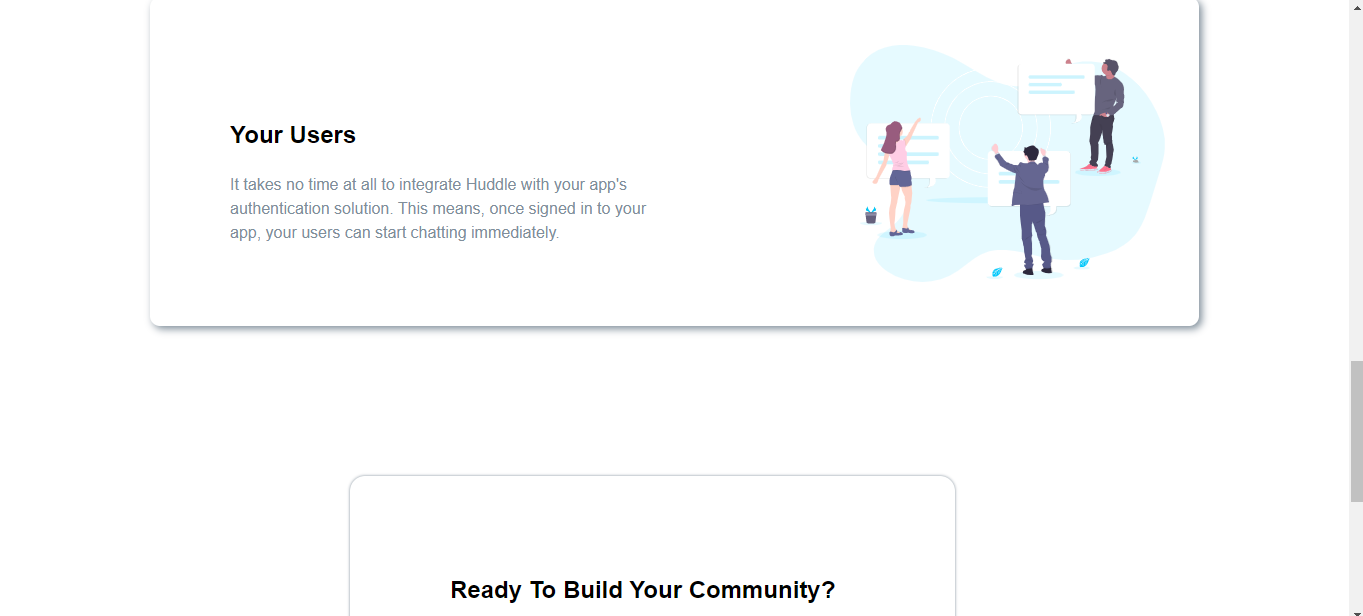 Your Users
It takes no time at all to integrate Huddle with your app's
authentication solution. This means, once signed in to your
app, your users can start chatting immediately.
Ready To Build Your Community?